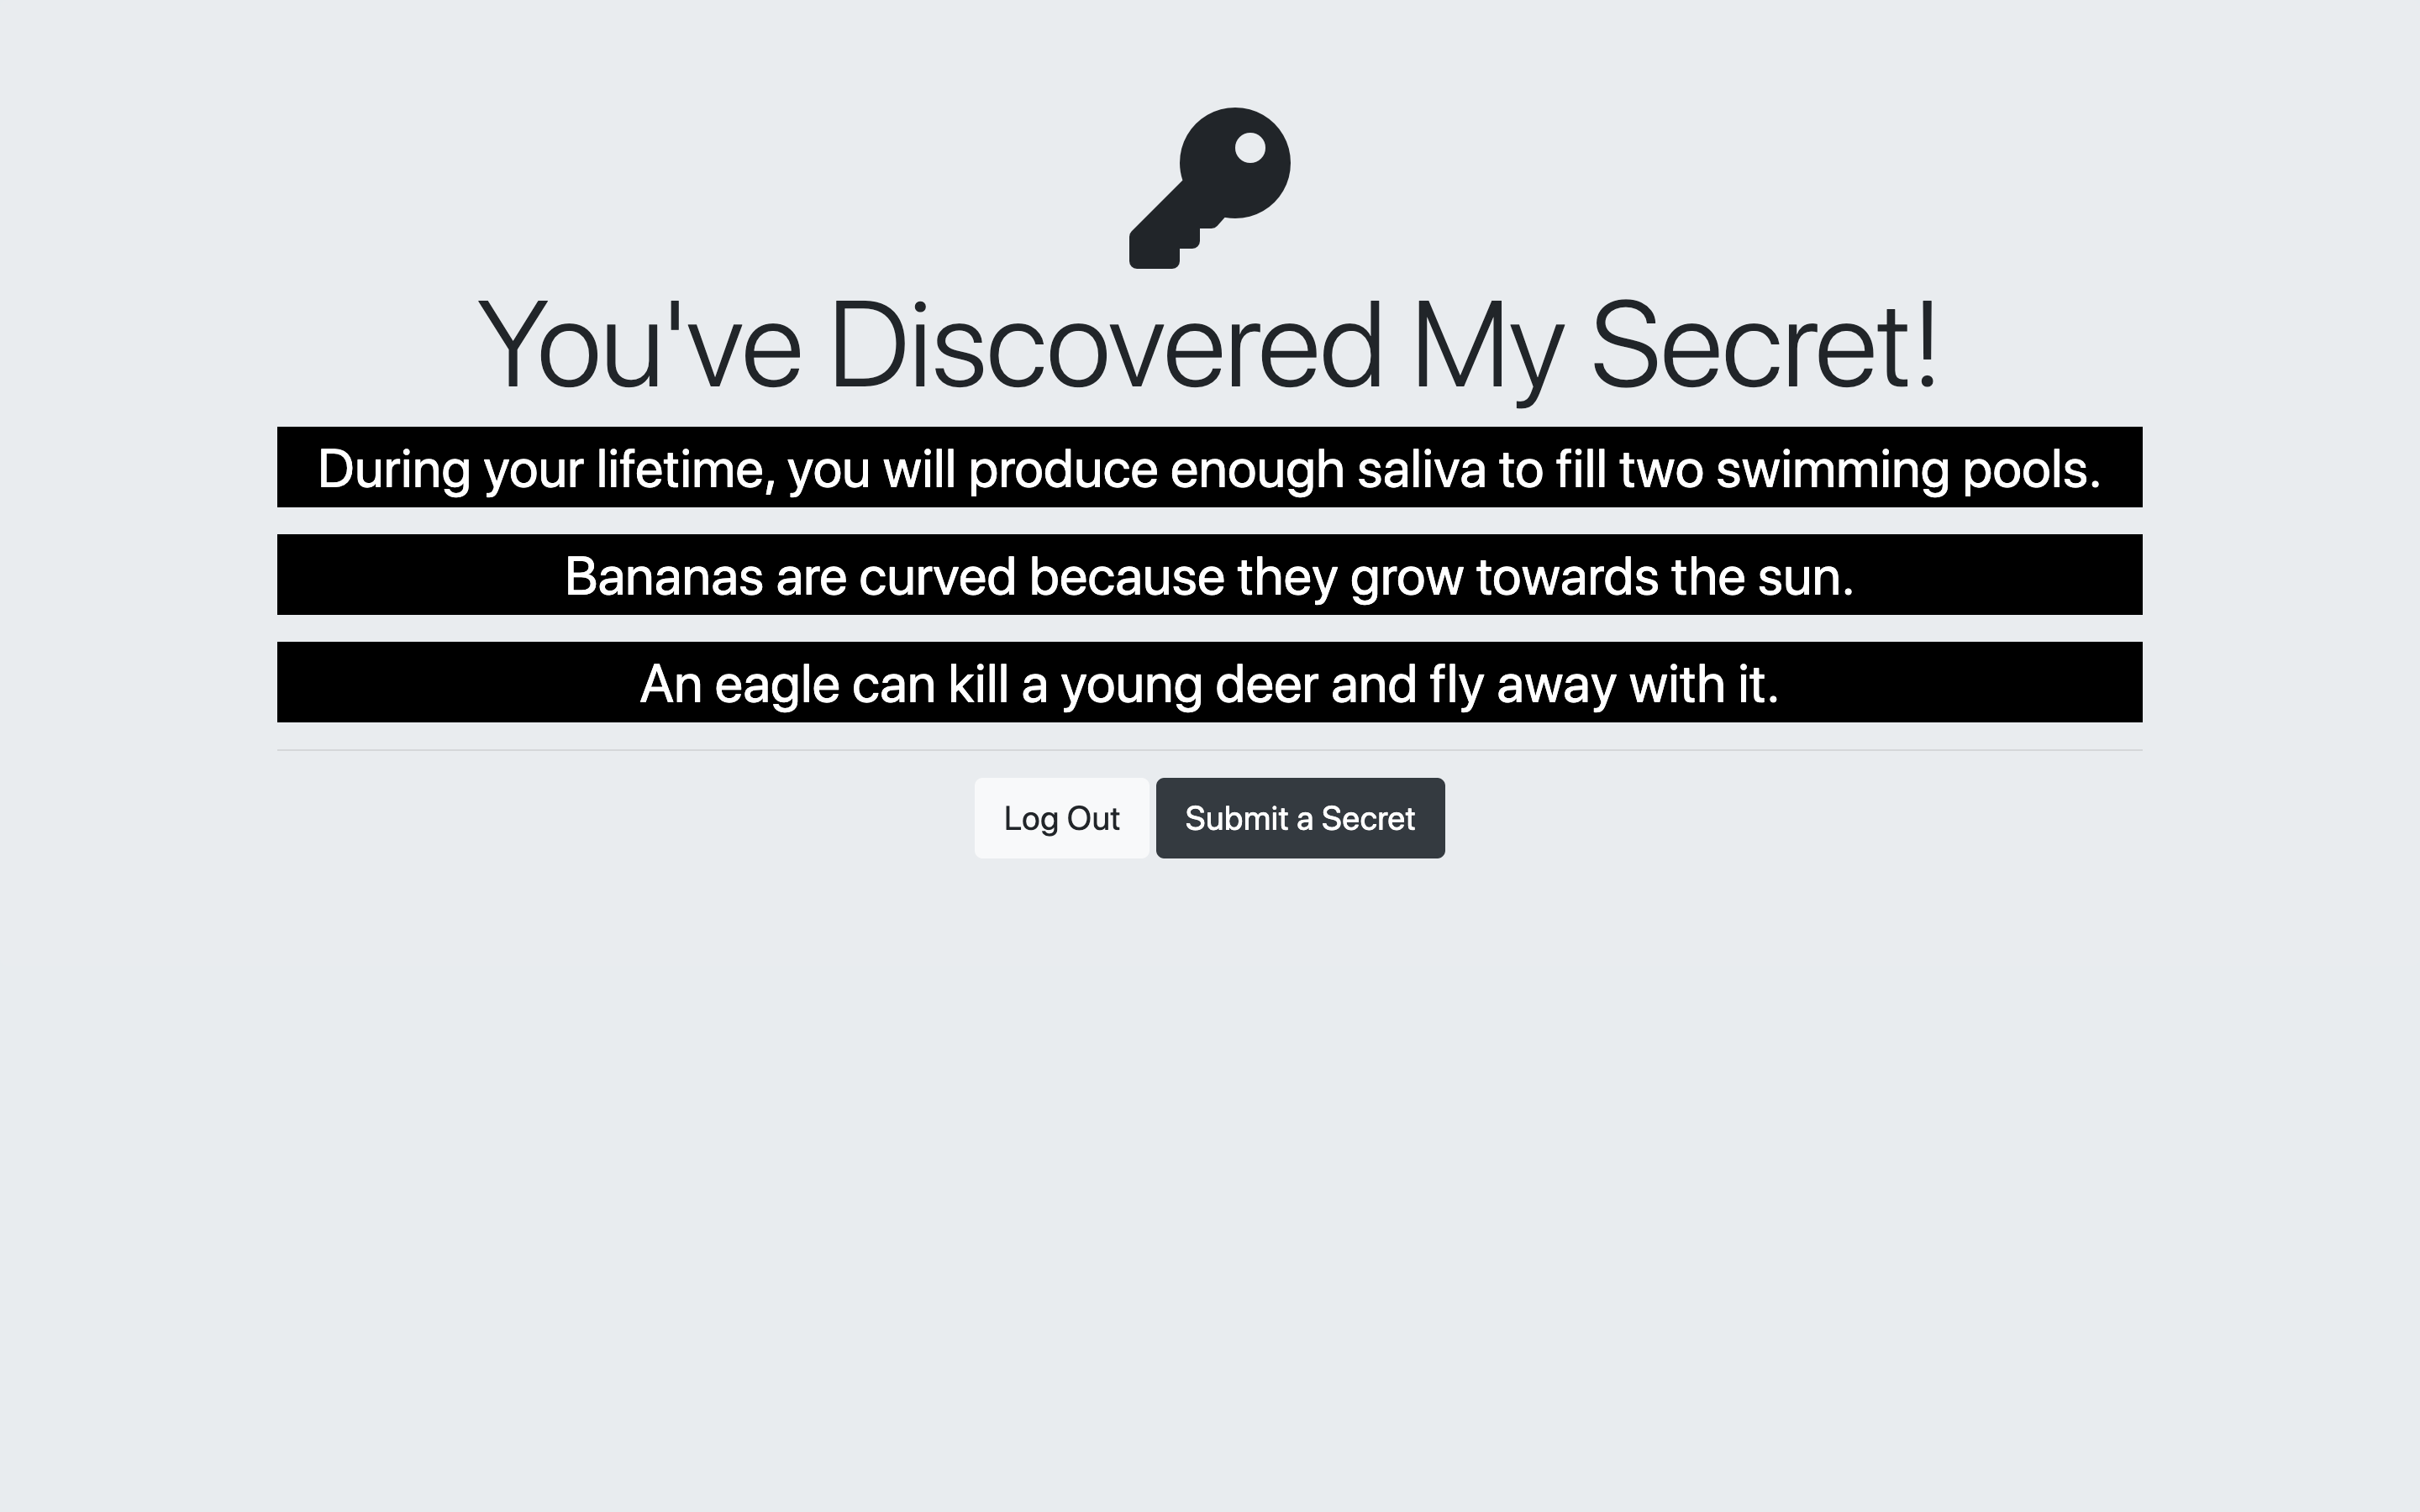 You've Discovered My Secret!
During your lifetime, you will produce enough saliva to fill two swimming pools.
Bananas are curved because they grow towards the sun.
An eagle can kill a young deer and fly away with it.
Log Out
Submit a Secret